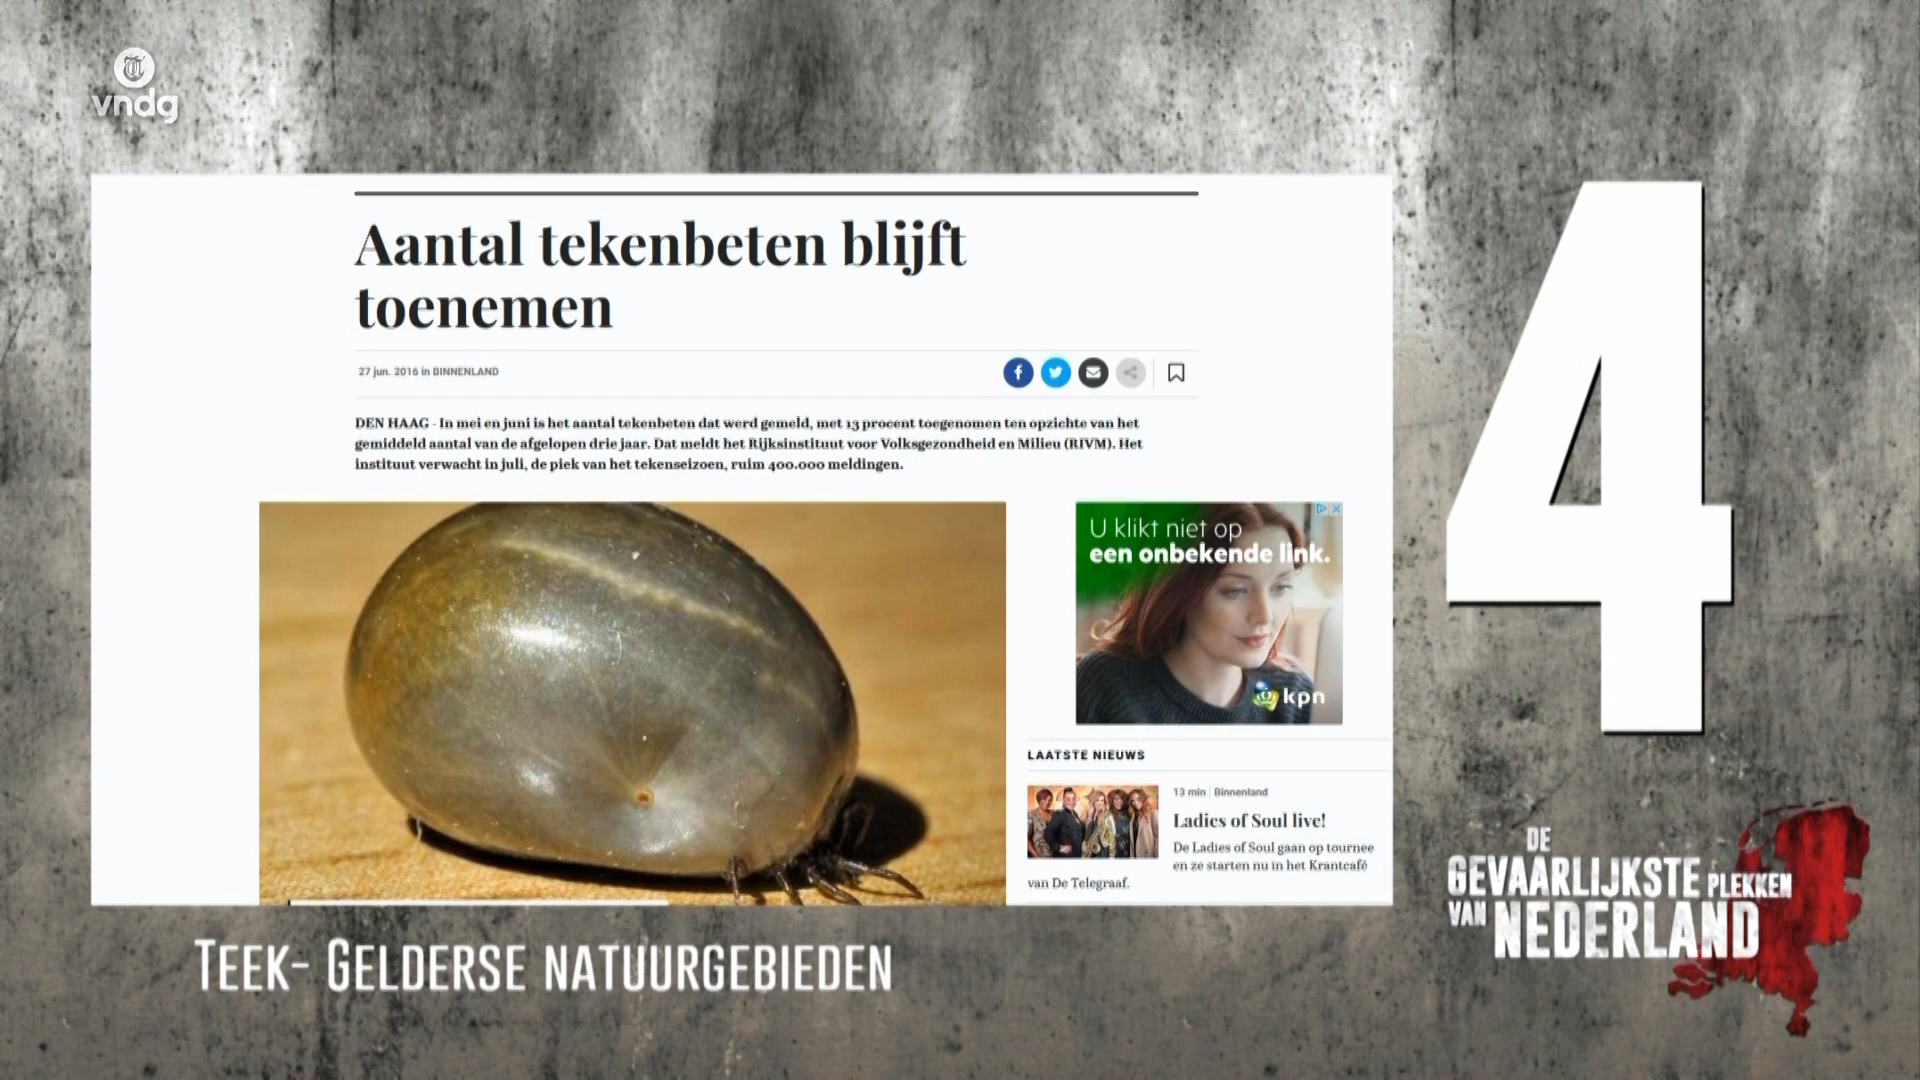 vndg
Aantal tekenbeten blijft
toenemen
27 jun. 2016 in BINNENLAND
DEN HAAG - In mei en juni is het aantal tekenbeten dat werd gemeld, met 13 procent toegenomen ten opzichte van het
gemiddeld aantal van de afgelopen drie jaar. Dat meldt het Rijksinstituut voor Volksgezondheid en Milieu (RIVM). Het
instituut verwacht in juli, de piek van het tekenseizoen, ruim 400.000 meldingen.
U klikt niet op
een onbekende link.
kpn
LAATSTE NIEUWS
13 min | Binnenland
Ladies of Soul live!
De Ladies of Soul gaan op tournee
en ze starten nu in het Krantcafé
van De Telegraaf.
4
DE
GEVAARLIJKSTE PLEKKEN
VAN NEDERLAND
TEEK- GELDERSE NATUURGEBIEDEN